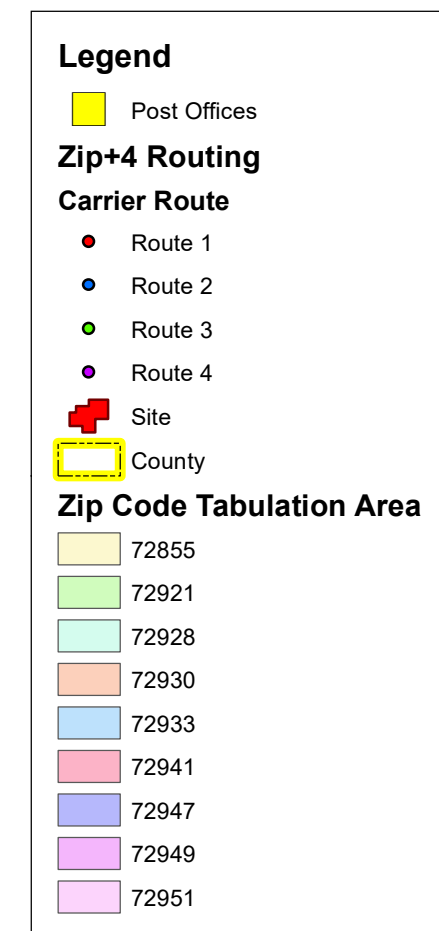 Legend
Post Offices
Zip+4 Routing
Carrier Route
Route 1
Route 2
Route 3
Route 4
Site
County
Zip Code Tabulation Area
72855
72921
72928
72930
72933
72941
72947
72949
72951